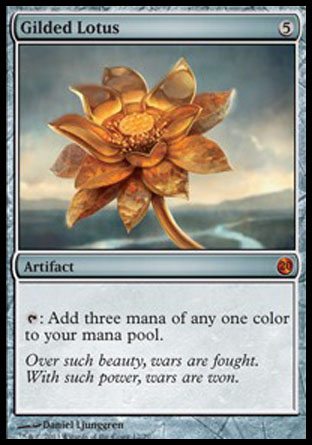 Gilded Lotus 5
Artifact 20
: Add three mana of any one color
to your mana pool.
Over such beauty, wars are fought.
With such power, wars are won.
Daniel Ljunggren